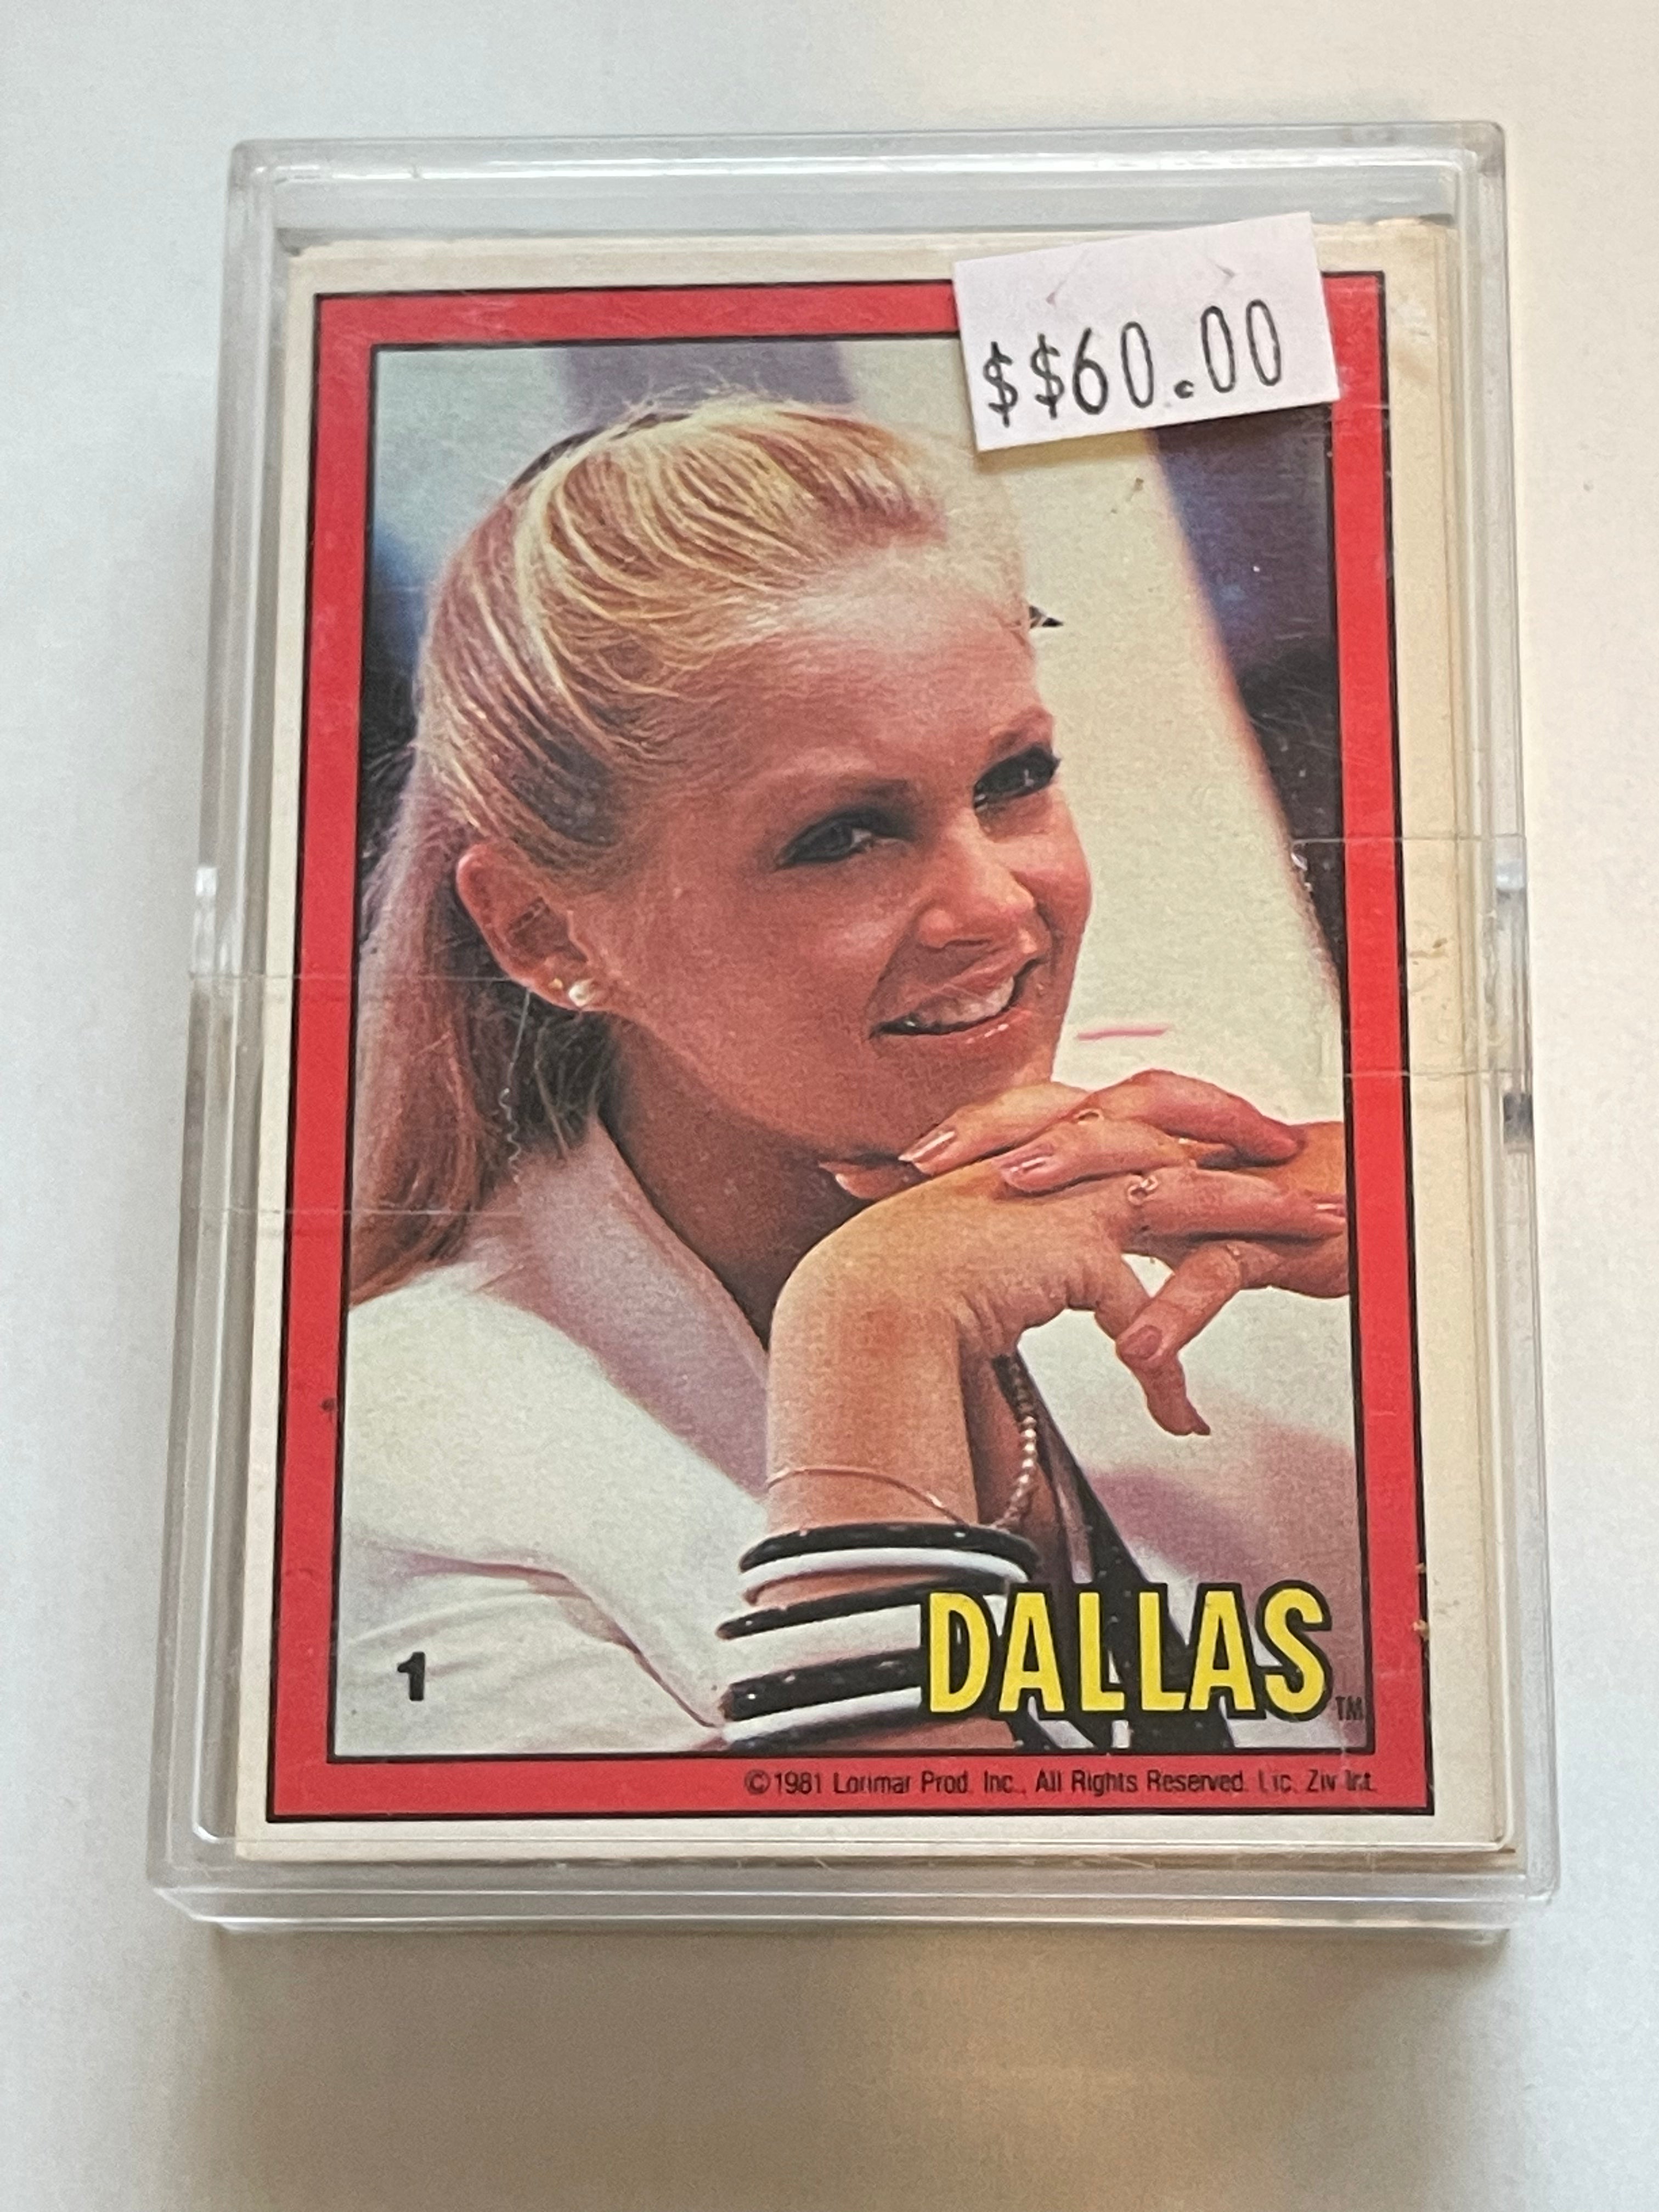 $$60.00
DALLAS TM
1
©1981 Lorimar Prod. Inc., All Rights Reserved. Lic. Ziv Int.